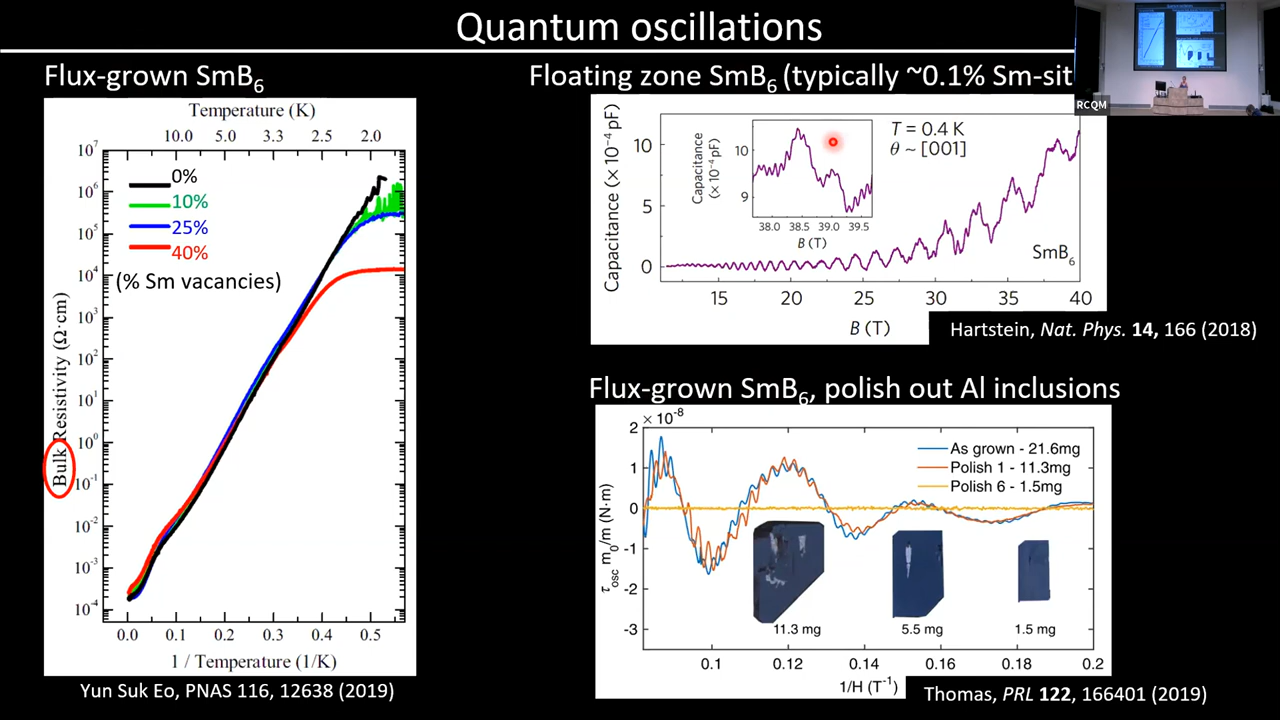 Quantum oscillations
Flux-grown SmB6
Floating zone SmB6 (typically ~0.1% Sm-sit
RCQM
Temperature (K)
10.0 5.0 3.3 2.5 2.0
10^7
10^6
10^5
10^4
10^3
10^2
10^1
10^0
10^-1
10^-2
10^-3
10^-4
0%
10%
25%
40%
(% Sm vacancies)
Bulk Resistivity (Ω·cm)
0.0 0.1 0.2 0.3 0.4 0.5
1 / Temperature (1/K)
Yun Suk Eo, PNAS 116, 12638 (2019)
Capacitance (× 10^-4 pF)
10
5
0
Capacitance
(× 10^-4 pF)
10
9
38.0 38.5 39.0 39.5
B (T)
T = 0.4 K
θ ~ [001]
SmB6
15 20 25 30 35 40
B (T)
Hartstein, Nat. Phys. 14, 166 (2018)
Flux-grown SmB6, polish out Al inclusions
× 10^-8
2
1
0
-1
-2
-3
τosc m0/m (N·m)
As grown - 21.6mg
Polish 1 - 11.3mg
Polish 6 - 1.5mg
11.3 mg 5.5 mg 1.5 mg
0.1 0.12 0.14 0.16 0.18 0.2
1/H (T^-1)
Thomas, PRL 122, 166401 (2019)